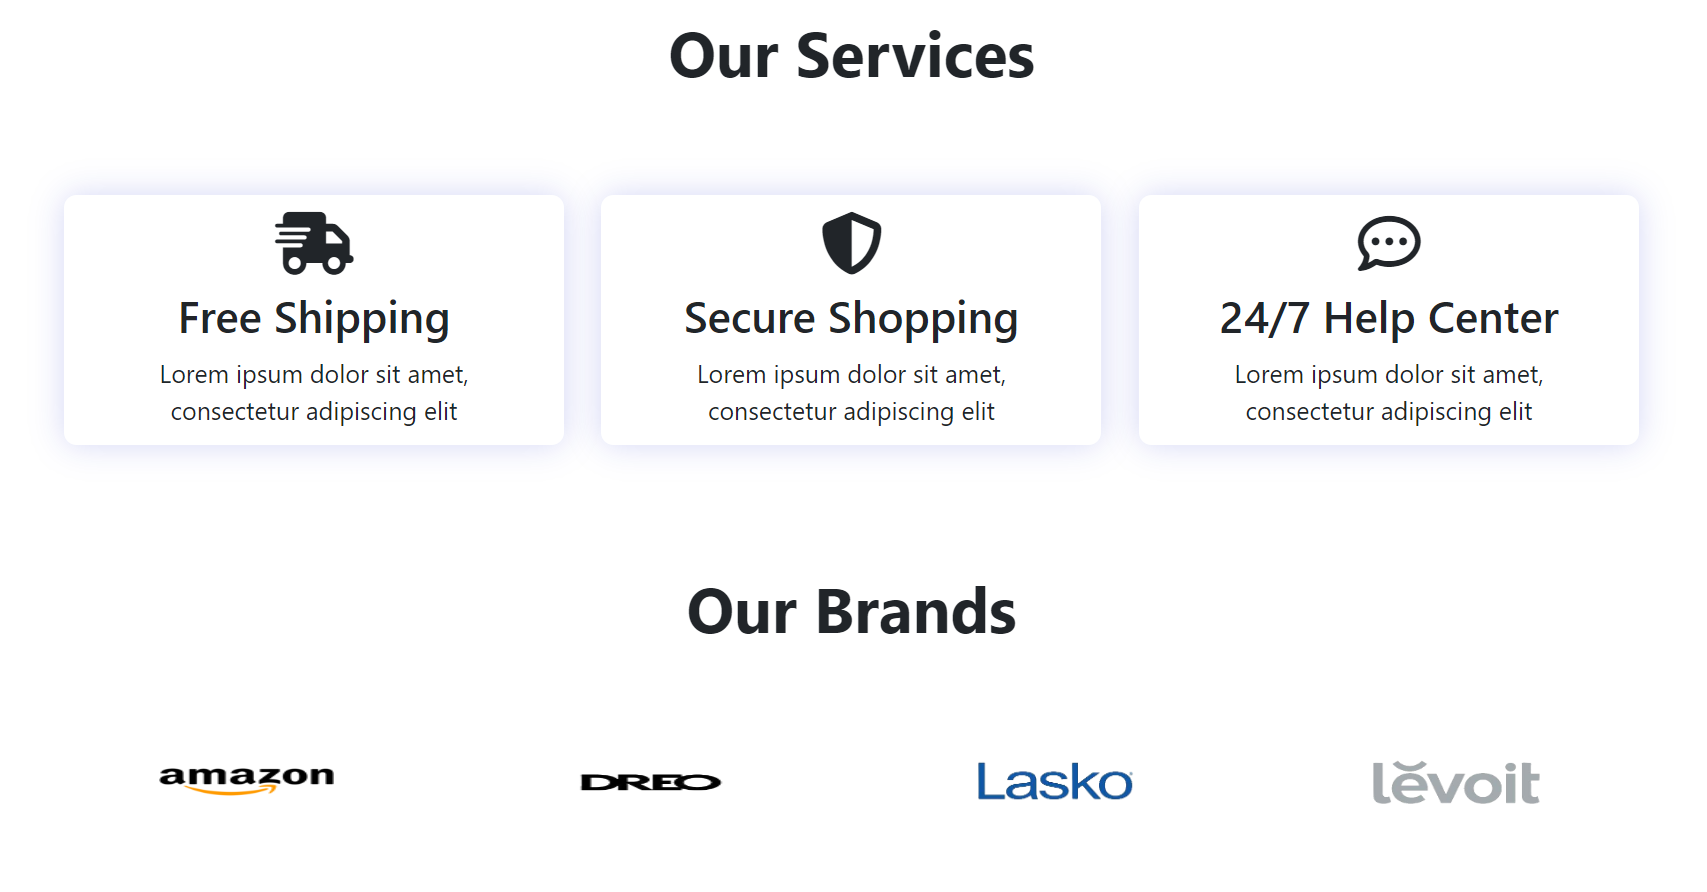 Our Services
Free Shipping
Lorem ipsum dolor sit amet,
consectetur adipiscing elit
Secure Shopping
Lorem ipsum dolor sit amet,
consectetur adipiscing elit
24/7 Help Center
Lorem ipsum dolor sit amet,
consectetur adipiscing elit
Our Brands
amazon
DREO
Lasko
lĕvoit